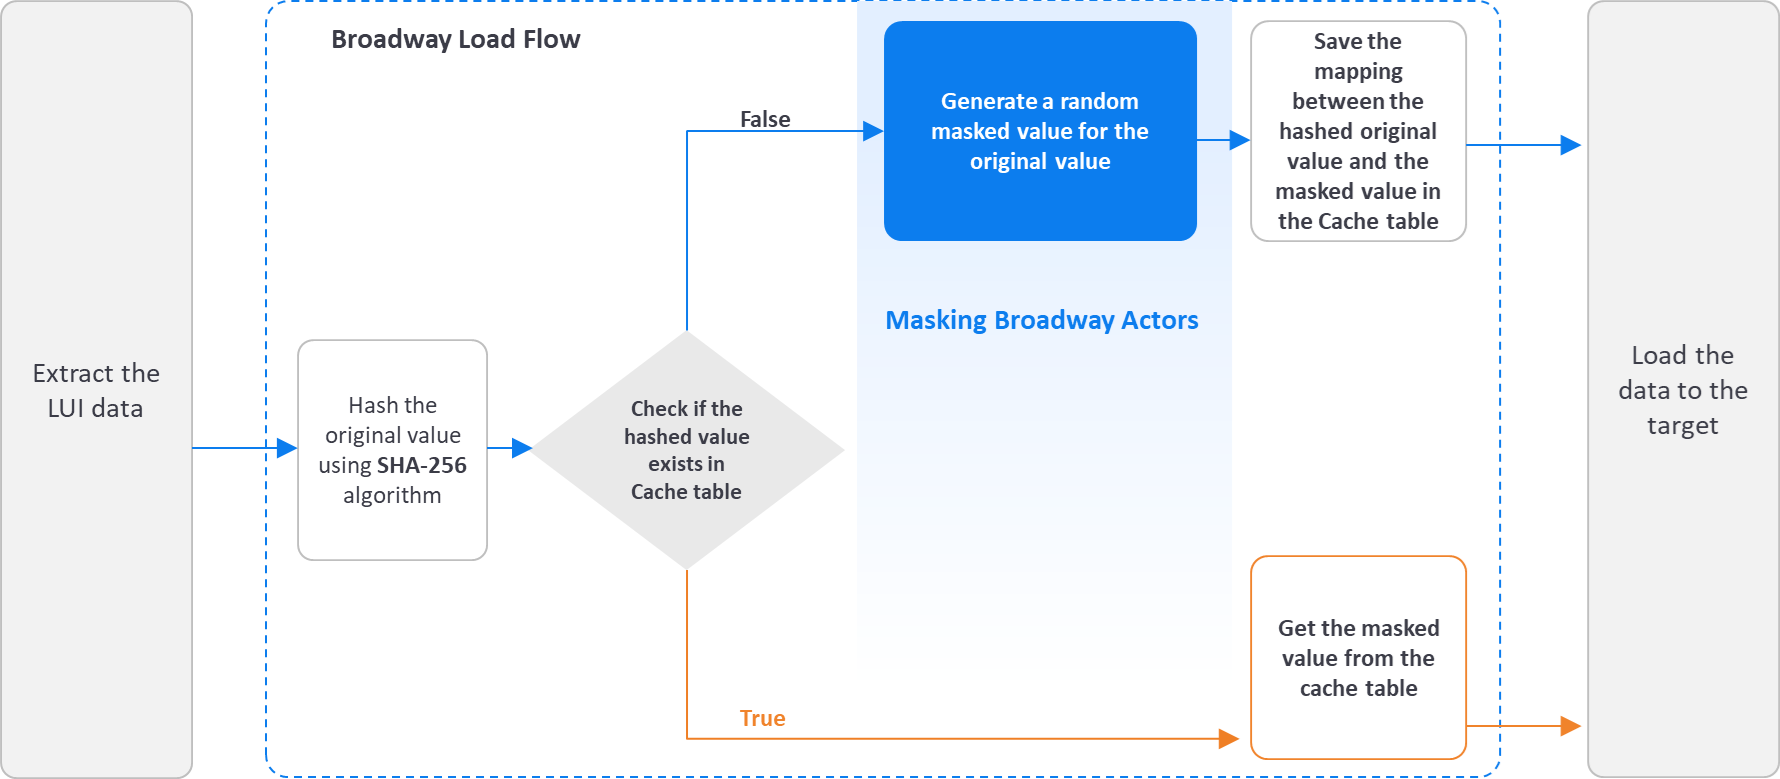 Extract the
LUI data
Broadway Load Flow
Hash the
original value
using SHA-256
algorithm
Check if the
hashed value
exists in
Cache table
False
Generate a random
masked value for the
original value
Save the
mapping
between the
hashed original
value and the
masked value in
the Cache table
Masking Broadway Actors
True
Get the masked
value from the
cache table
Load the
data to the
target